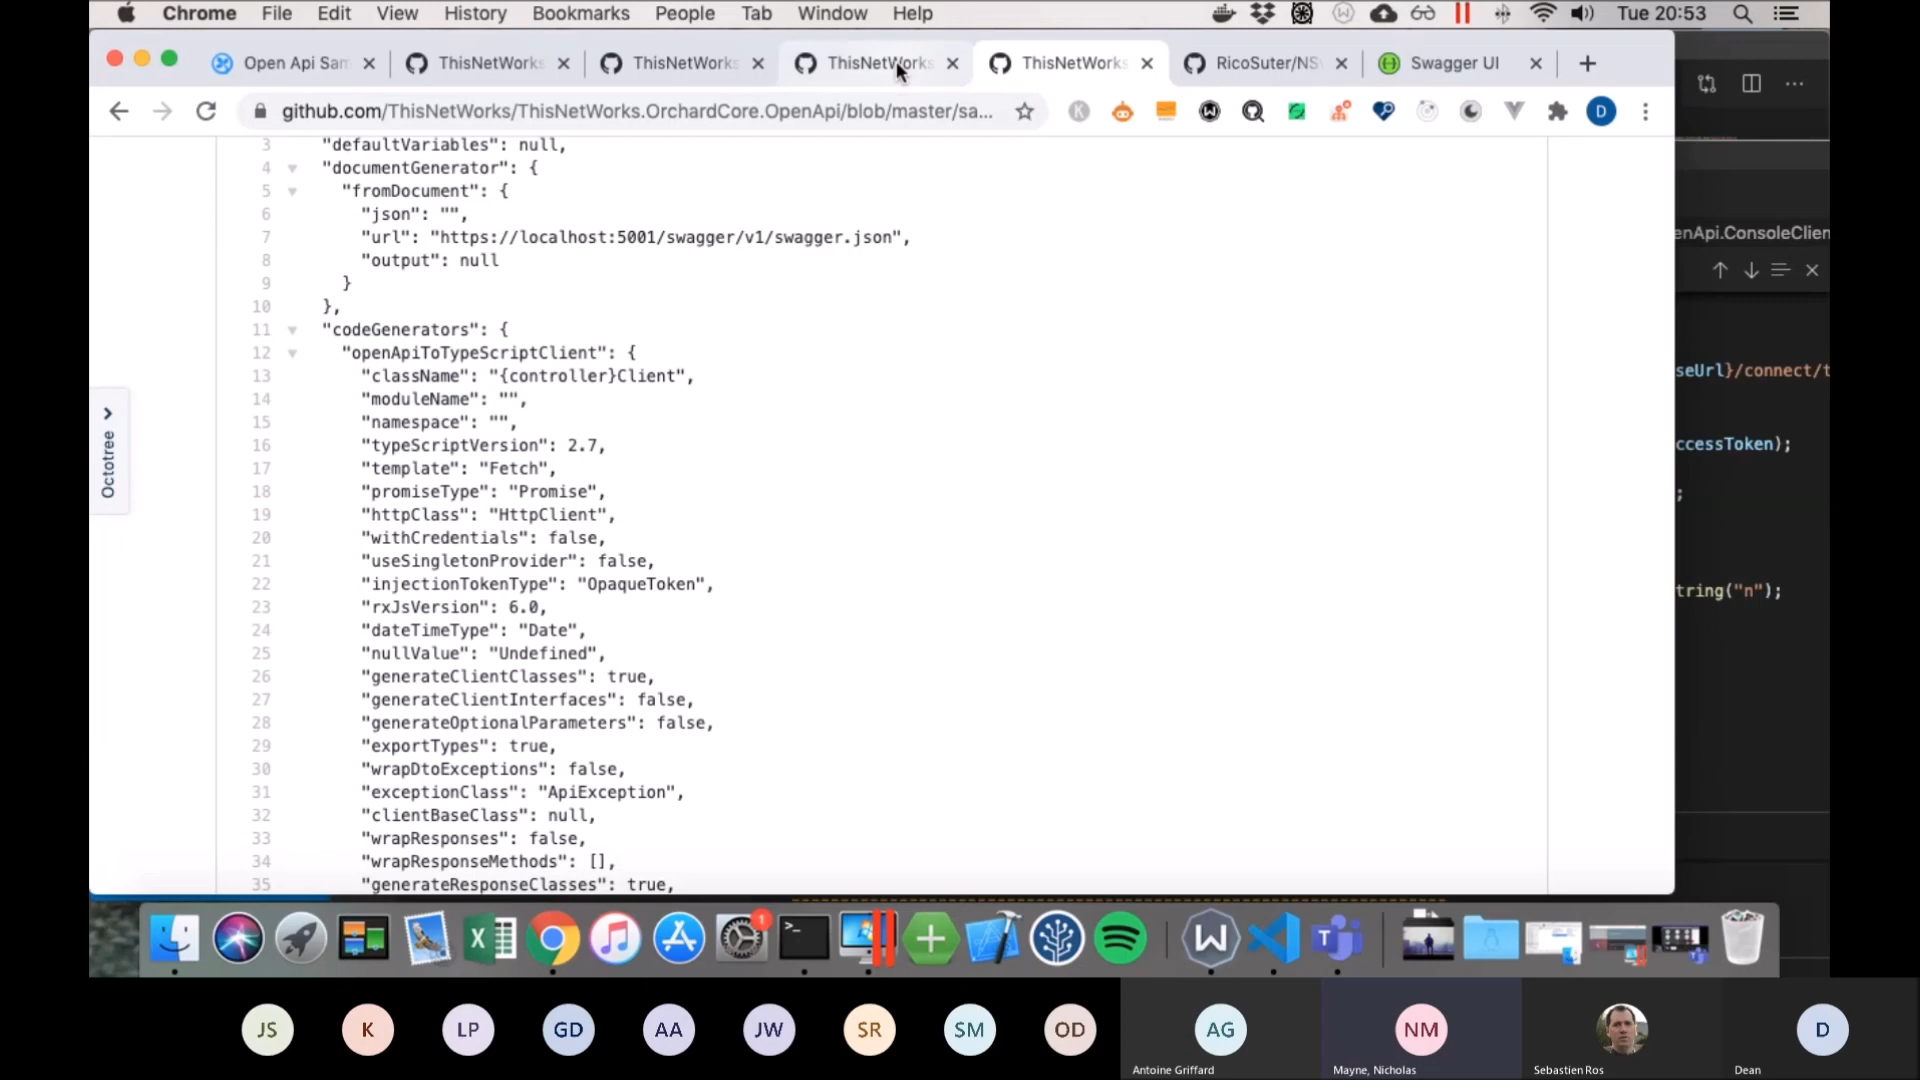 Chrome File Edit View History Bookmarks People Tab Window Help
Tue 20:53
Open Api Sam
ThisNetWorks
ThisNetWorks
ThisNetWorks
ThisNetWorks
RicoSuter/NS
Swagger UI
github.com/ThisNetWorks/ThisNetWorks.OrchardCore.OpenApi/blob/master/sa...
D
3 "defaultVariables": null,
4 "documentGenerator": {
5 "fromDocument": {
6 "json": "",
7 "url": "https://localhost:5001/swagger/v1/swagger.json",
8 "output": null
9 }
10 },
11 "codeGenerators": {
12 "openApiToTypeScriptClient": {
13 "className": "{controller}Client",
14 "moduleName": "",
15 "namespace": "",
16 "typeScriptVersion": 2.7,
17 "template": "Fetch",
18 "promiseType": "Promise",
19 "httpClass": "HttpClient",
20 "withCredentials": false,
21 "useSingletonProvider": false,
22 "injectionTokenType": "OpaqueToken",
23 "rxJsVersion": 6.0,
24 "dateTimeType": "Date",
25 "nullValue": "Undefined",
26 "generateClientClasses": true,
27 "generateClientInterfaces": false,
28 "generateOptionalParameters": false,
29 "exportTypes": true,
30 "wrapDtoExceptions": false,
31 "exceptionClass": "ApiException",
32 "clientBaseClass": null,
33 "wrapResponses": false,
34 "wrapResponseMethods": [],
35 "generateResponseClasses": true,
Octotree
enApi.ConsoleClien
seUrl}/connect/t
ccessToken);
;
tring("n");
1
JS K LP GD AA JW SR SM OD AG NM D
Antoine Griffard
Mayne, Nicholas
Sebastien Ros
Dean